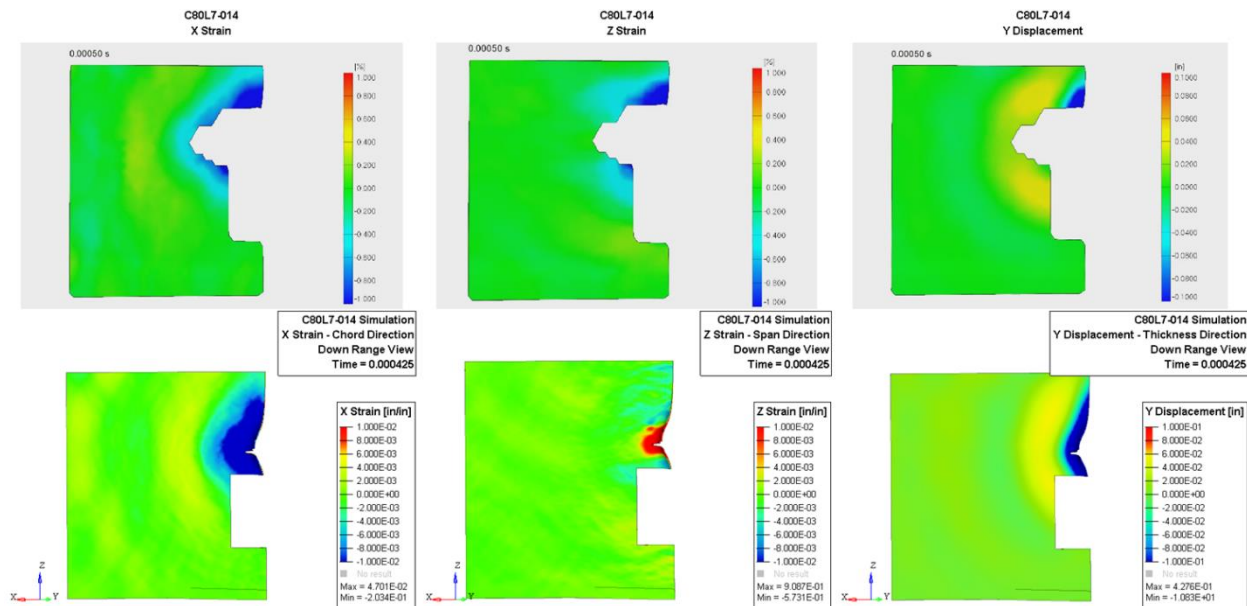 C80L7-014
X Strain
0.00050 s
[%]
1.000
0.800
0.600
0.400
0.200
0.000
-0.200
-0.400
-0.600
-0.800
-1.000
C80L7-014
Z Strain
0.00050 s
[%]
1.000
0.800
0.600
0.400
0.200
0.000
-0.200
-0.400
-0.600
-0.800
-1.000
C80L7-014
Y Displacement
0.00050 s
[in]
0.1000
0.0800
0.0600
0.0400
0.0200
0.0000
-0.0200
-0.0400
-0.0600
-0.0800
-0.1000
C80L7-014 Simulation
X Strain - Chord Direction
Down Range View
Time = 0.000425
X Strain [in/in]
1.000E-02
8.000E-03
6.000E-03
4.000E-03
2.000E-03
0.000E+00
-2.000E-03
-4.000E-03
-6.000E-03
-8.000E-03
-1.000E-02
No result
Max = 4.701E-02
Min = -2.034E-01
Z
X
Y
C80L7-014 Simulation
Z Strain - Span Direction
Down Range View
Time = 0.000425
Z Strain [in/in]
1.000E-02
8.000E-03
6.000E-03
4.000E-03
2.000E-03
0.000E+00
-2.000E-03
-4.000E-03
-6.000E-03
-8.000E-03
-1.000E-02
No result
Max = 9.087E-01
Min = -5.731E-01
Z
X
Y
C80L7-014 Simulation
Y Displacement - Thickness Direction
Down Range View
Time = 0.000425
Y Displacement [in]
1.000E-01
8.000E-02
6.000E-02
4.000E-02
2.000E-02
0.000E+00
-2.000E-02
-4.000E-02
-6.000E-02
-8.000E-02
-1.000E-01
No result
Max = 4.276E-01
Min = -1.083E+01
Z
X
Y